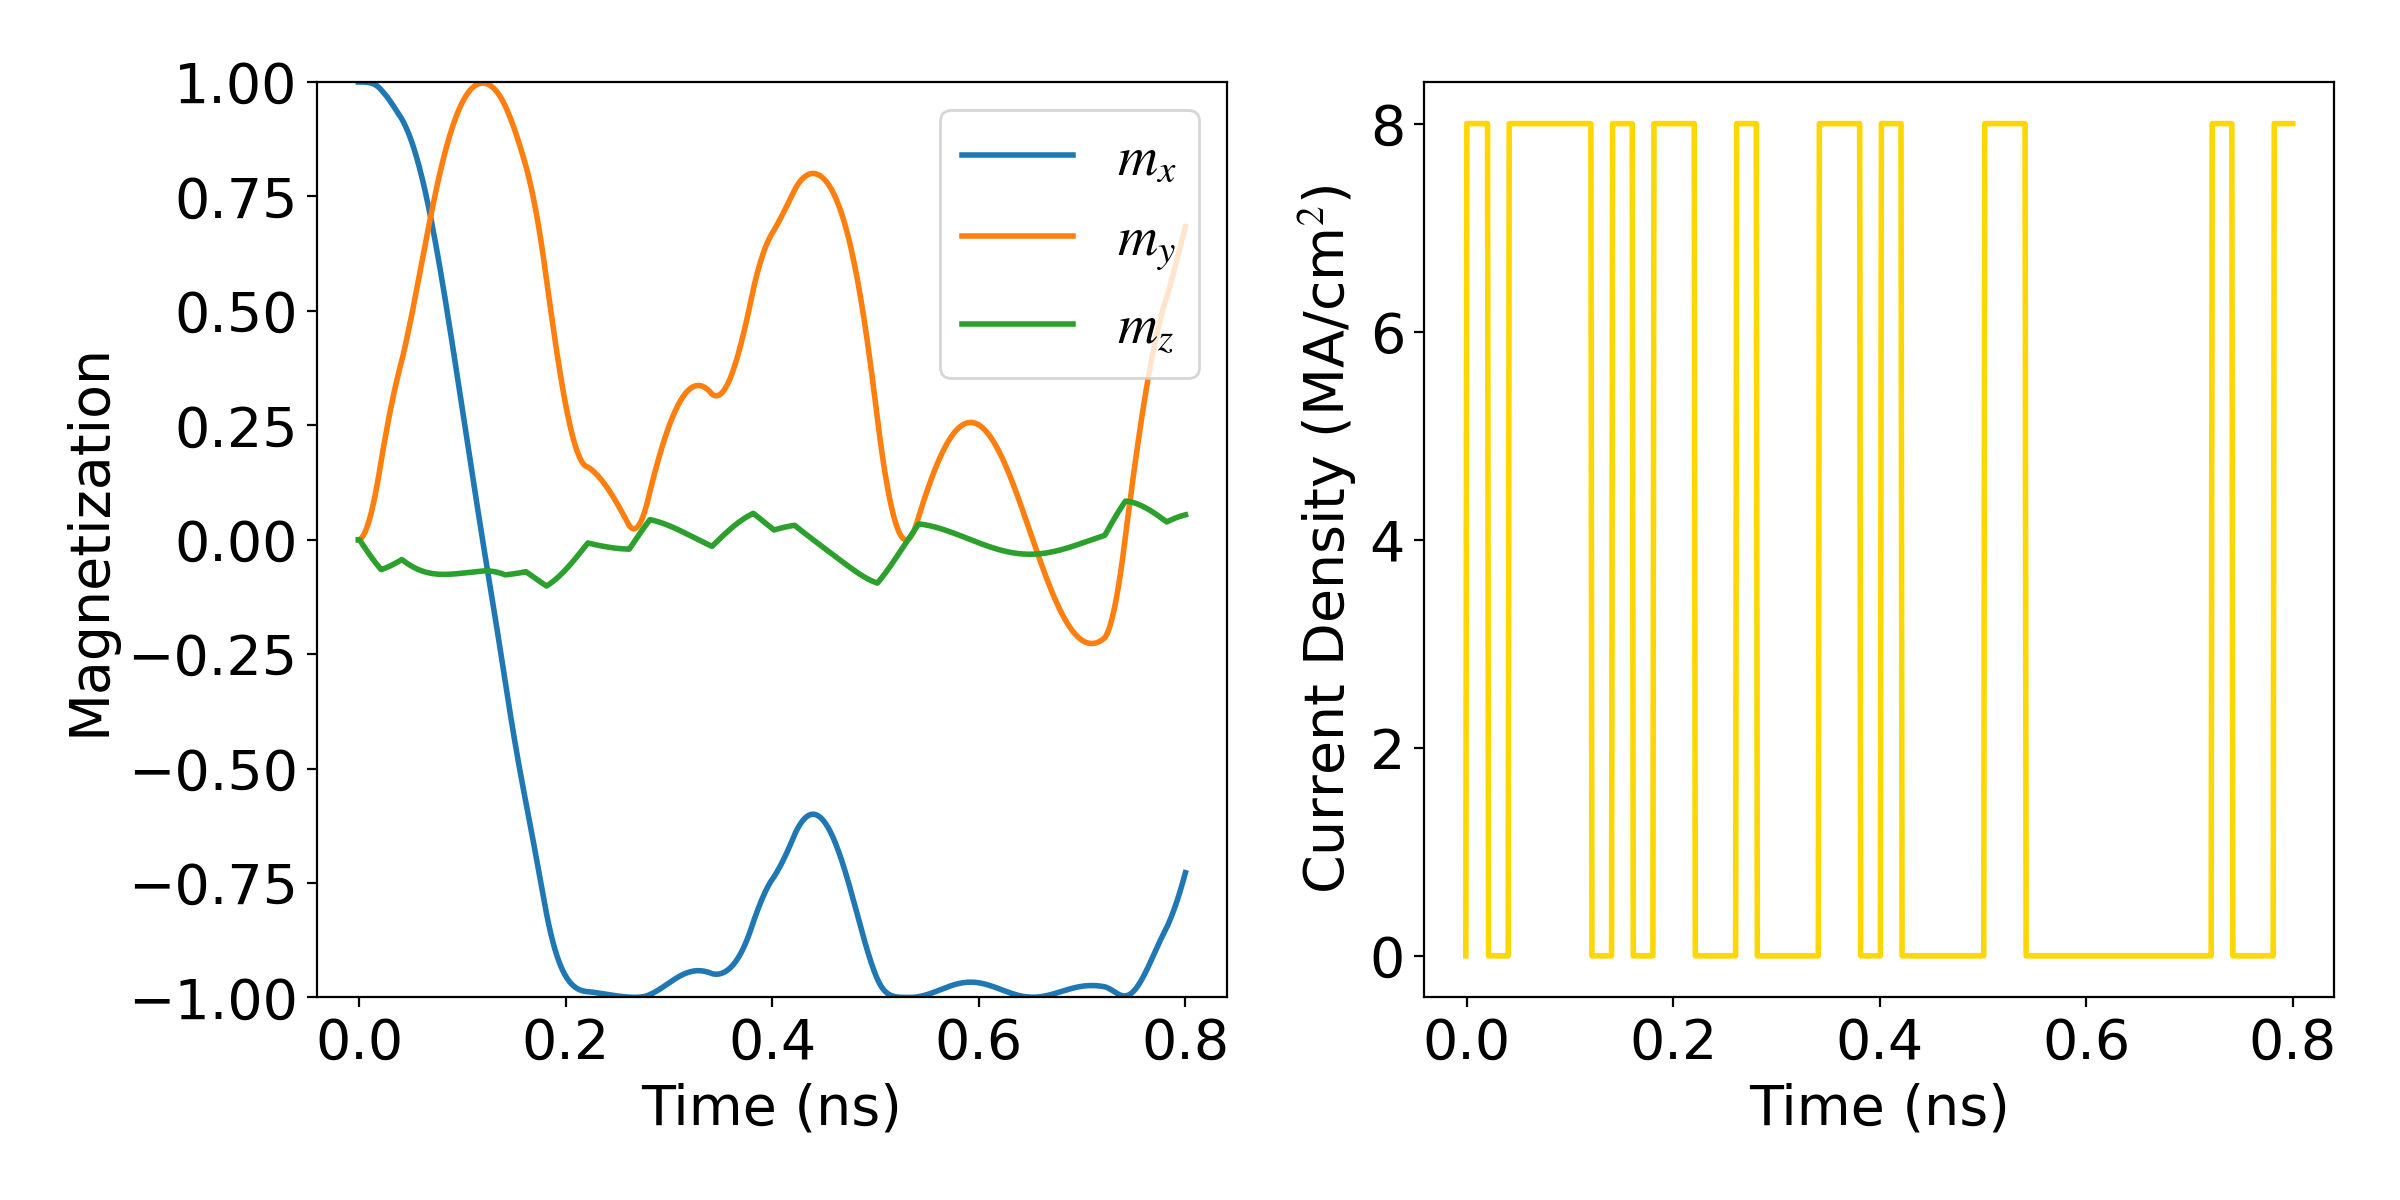 Magnetization
1.00
0.75
0.50
0.25
0.00
−0.25
−0.50
−0.75
−1.00
0.0 0.2 0.4 0.6 0.8
Time (ns)
m_x
m_y
m_z
Current Density (MA/cm²)
8
6
4
2
0
0.0 0.2 0.4 0.6 0.8
Time (ns)